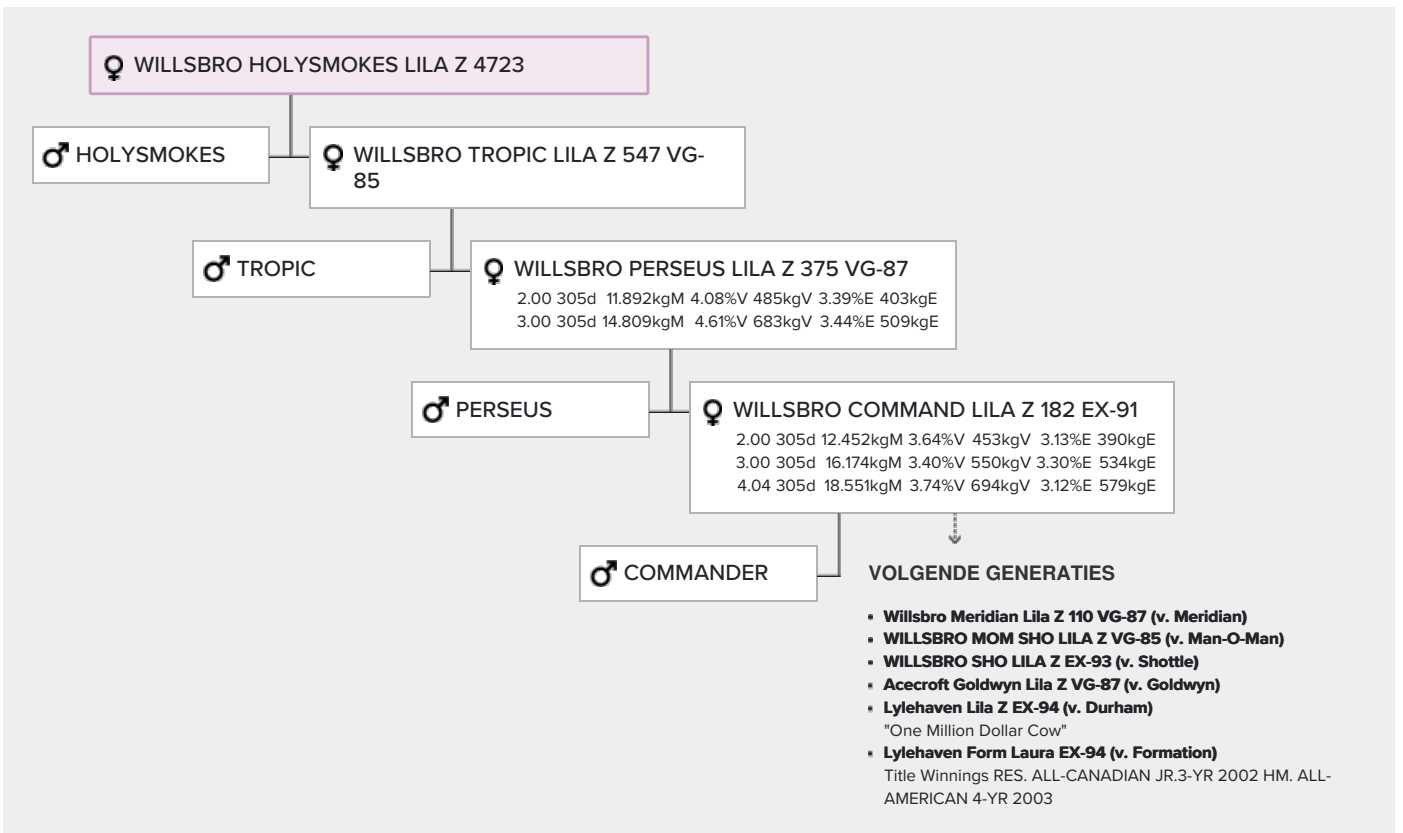 WILLSBRO HOLYSMOKES LILA Z 4723
HOLYSMOKES
WILLSBRO TROPIC LILA Z 547 VG-
85
TROPIC
WILLSBRO PERSEUS LILA Z 375 VG-87
2.00 305d 11.892kgM 4.08%V 485kgV 3.39%E 403kgE
3.00 305d 14.809kgM 4.61%V 683kgV 3.44%E 509kgE
PERSEUS
WILLSBRO COMMAND LILA Z 182 EX-91
2.00 305d 12.452kgM 3.64%V 453kgV 3.13%E 390kgE
3.00 305d 16.174kgM 3.40%V 550kgV 3.30%E 534kgE
4.04 305d 18.551kgM 3.74%V 694kgV 3.12%E 579kgE
COMMANDER
VOLGENDE GENERATIES
Willsbro Meridian Lila Z 110 VG-87 (v. Meridian)
WILLSBRO MOM SHO LILA Z VG-85 (v. Man-O-Man)
WILLSBRO SHO LILA Z EX-93 (v. Shottle)
Acecroft Goldwyn Lila Z VG-87 (v. Goldwyn)
Lylehaven Lila Z EX-94 (v. Durham)
"One Million Dollar Cow"
Lylehaven Form Laura EX-94 (v. Formation)
Title Winnings RES. ALL-CANADIAN JR.3-YR 2002 HM. ALL-
AMERICAN 4-YR 2003